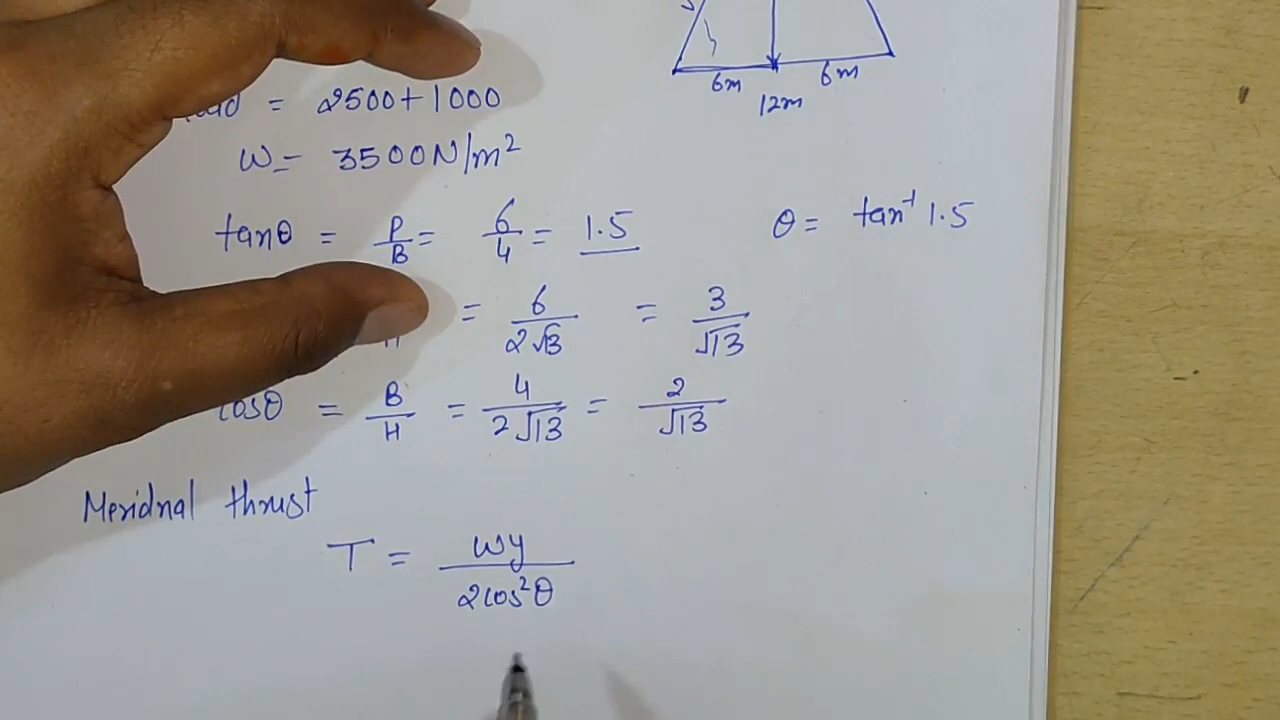 6m 6m
12m
= 2500+1000
W = 3500N/m²
tanθ = P/B = 6/4 = 1.5 θ = tan⁻¹ 1.5
= 6/2√13 = 3/√13
cosθ = B/H = 4/2√13 = 2/√13
Meridnal thrust
T = wy/2cos²θ